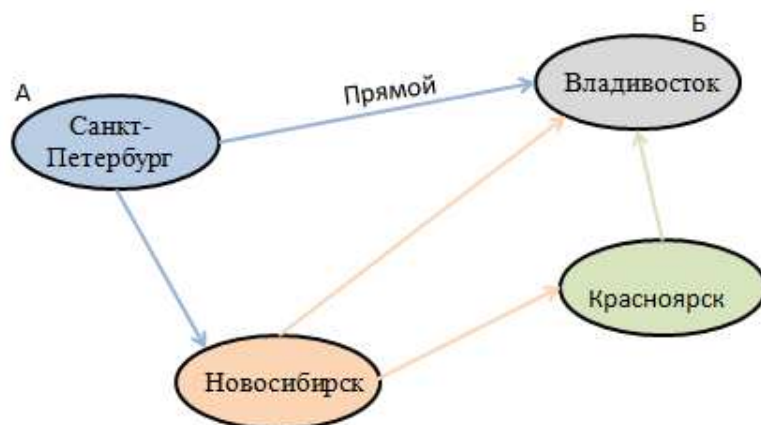 Б
А
Прямой
Владивосток
Санкт-
Петербург
Красноярск
Новосибирск